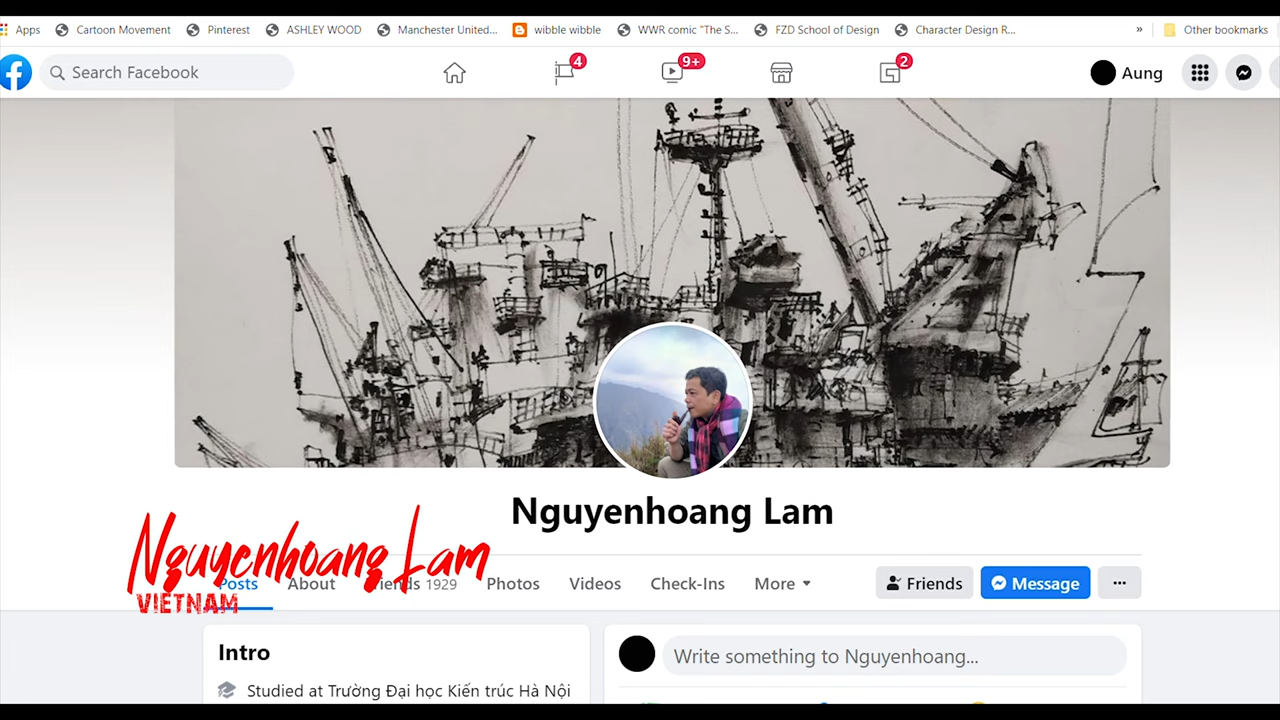 Apps Cartoon Movement Pinterest ASHLEY WOOD Manchester United... wibble wibble WWR comic "The S... FZD School of Design Character Design R... » Other bookmarks
Search Facebook 4 9+ 2 Aung
Nguyenhoang Lam
Nguyenhoang Lam
VIETNAM
Posts About Friends 1929 Photos Videos Check-Ins More Friends Message ...
Intro
Write something to Nguyenhoang...
Studied at Trường Đại học Kiến trúc Hà Nội